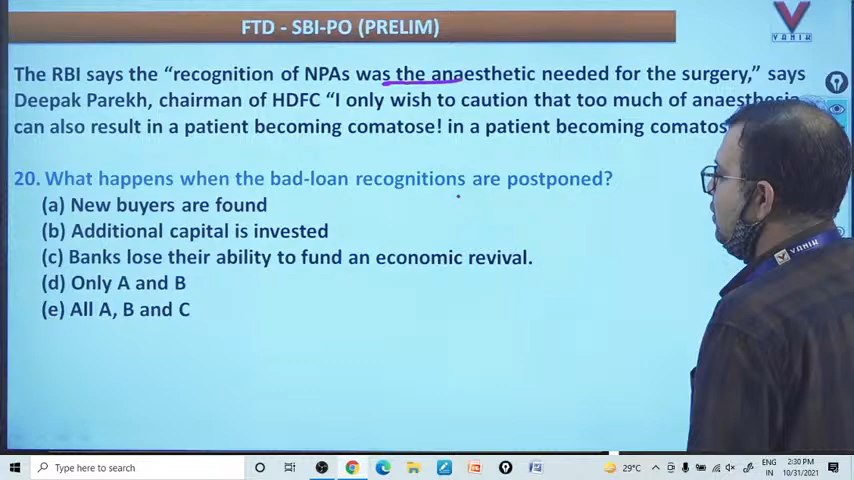 FTD - SBI-PO (PRELIM)
VANIK
The RBI says the “recognition of NPAs was the anaesthetic needed for the surgery,” says
Deepak Parekh, chairman of HDFC “I only wish to caution that too much of anaesthesia
can also result in a patient becoming comatose! in a patient becoming comatos
20. What happens when the bad-loan recognitions are postponed?
(a) New buyers are found
(b) Additional capital is invested
(c) Banks lose their ability to fund an economic revival.
(d) Only A and B
(e) All A, B and C
VANIK
Type here to search
29°C
ENG
IN
2:30 PM
10/31/2021